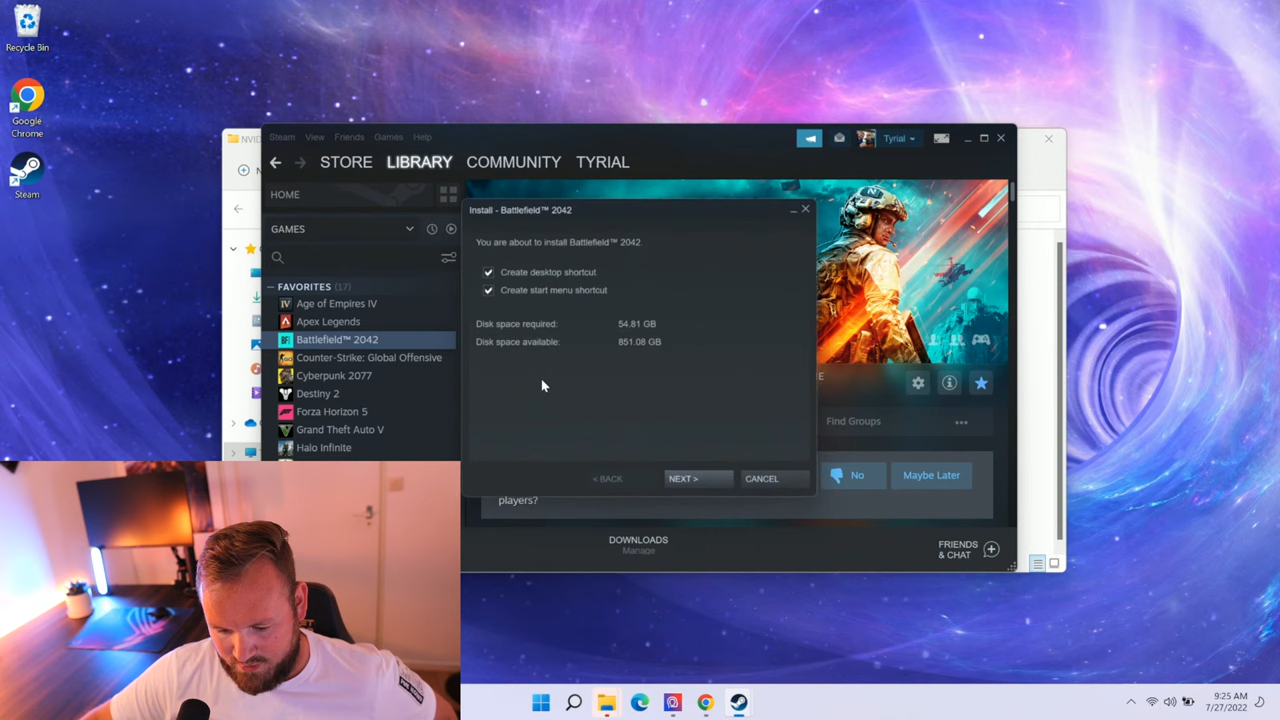 Recycle Bin
Google
Chrome
Steam
NVID
Steam View Friends Games Help
Tyrial
STORE LIBRARY COMMUNITY TYRIAL
HOME
GAMES
FAVORITES (17)
Age of Empires IV
Apex Legends
Battlefield™ 2042
Counter-Strike: Global Offensive
Cyberpunk 2077
Destiny 2
Forza Horizon 5
Grand Theft Auto V
Halo Infinite
Install - Battlefield™ 2042
You are about to install Battlefield™ 2042.
Create desktop shortcut
Create start menu shortcut
Disk space required: 54.81 GB
Disk space available: 851.08 GB
< BACK NEXT > CANCEL
Find Groups
No Maybe Later
players?
DOWNLOADS
Manage
FRIENDS
& CHAT
9:25 AM
7/27/2022